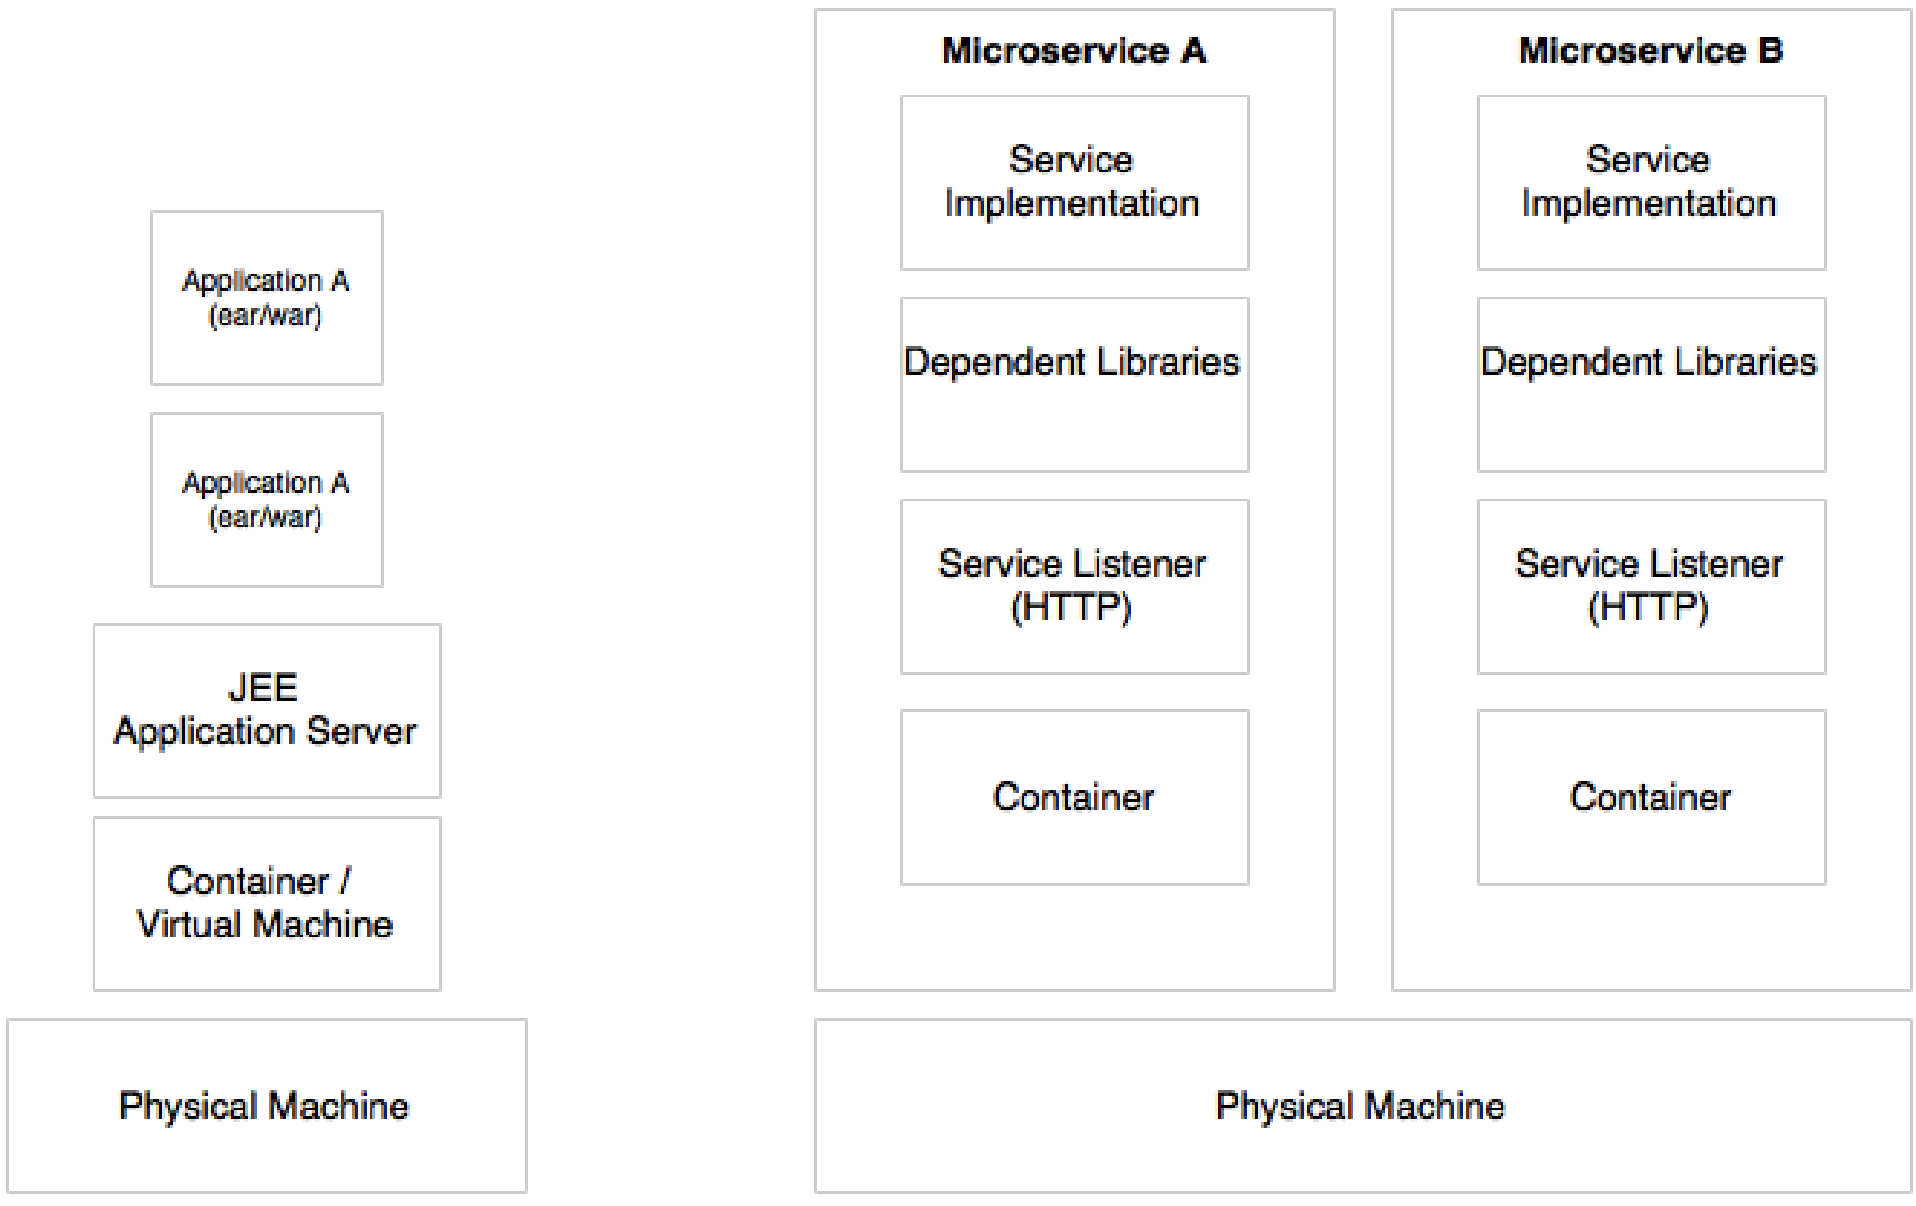 Application A
(ear/war)
Application A
(ear/war)
JEE
Application Server
Container /
Virtual Machine
Physical Machine
Microservice A
Service
Implementation
Dependent Libraries
Service Listener
(HTTP)
Container
Microservice B
Service
Implementation
Dependent Libraries
Service Listener
(HTTP)
Container
Physical Machine